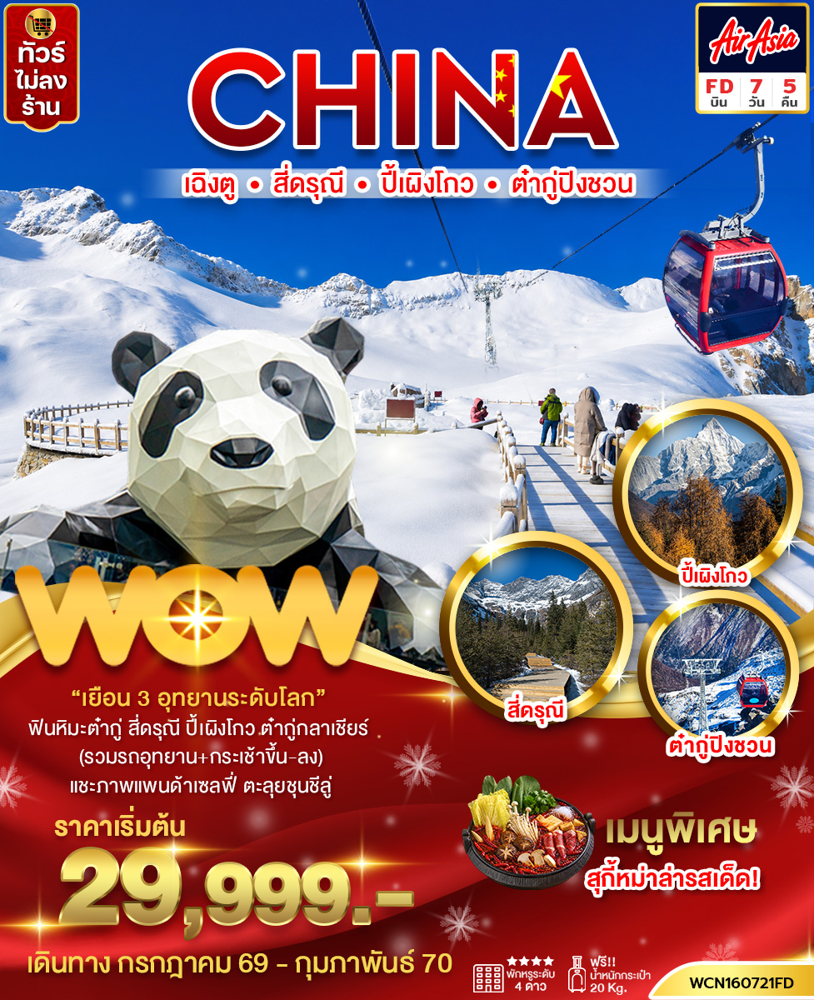 ทัวร์
ไม่ลง
ร้าน
AirAsia
FD 7 5
บิน วัน คืน
CHINA
เฉิงตู • สี่ดรุณี • ปี้เผิงโกว • ต๋ากู่ปิงชวน
ปี้เผิงโกว
สี่ดรุณี
ต๋ากู่ปิงชวน
WOW
“เยือน 3 อุทยานระดับโลก”
ฟินหิมะต๋ากู่ สี่ดรุณี ปี้เผิงโกว ต๋ากู่กลาเซียร์
(รวมรถอุทยาน+กระเช้าขึ้น-ลง)
แชะภาพแพนด้าเซลฟี่ ตะลุยชุนชีลู่
ราคาเริ่มต้น
29,999.-
เมนูพิเศษ
สุกี้หม่าล่ารสเด็ด!
เดินทาง กรกฎาคม 69 - กุมภาพันธ์ 70
พักหรูระดับ
4 ดาว
ฟรี!!
น้ำหนักกระเป๋า
20 Kg.
WCN160721FD